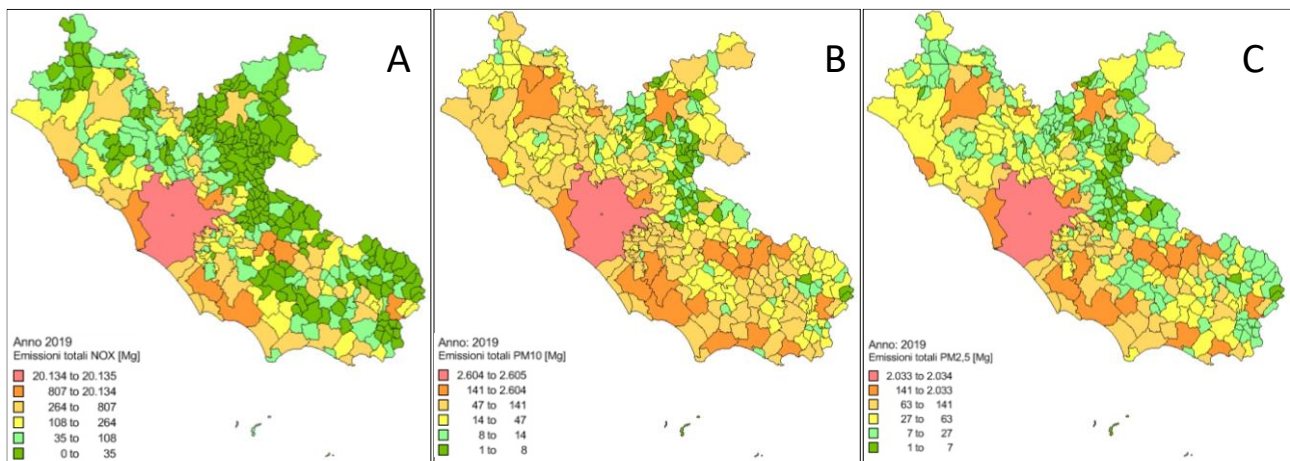 A
B
C
Anno 2019
Emissioni totali NOX [Mg]
20.134 to 20.135
807 to 20.134
264 to 807
108 to 264
35 to 108
0 to 35
Anno: 2019
Emissioni totali PM10 [Mg]
2.604 to 2.605
141 to 2.604
47 to 141
14 to 47
8 to 14
1 to 8
Anno: 2019
Emissioni totali PM2,5 [Mg]
2.033 to 2.034
141 to 2.033
63 to 141
27 to 63
7 to 27
1 to 7